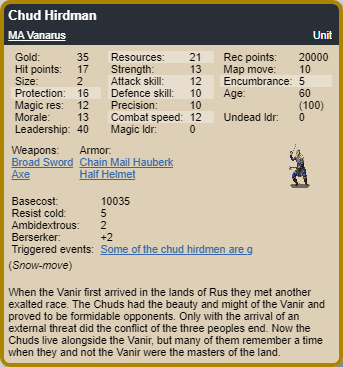 Chud Hirdman
MA Vanarus Unit
Gold: 35 Resources: 21 Rec points: 20000
Hit points: 17 Strength: 13 Map move: 10
Size: 2 Attack skill: 12 Encumbrance: 5
Protection: 16 Defence skill: 10 Age: 60
Magic res: 12 Precision: 10 (100)
Morale: 13 Combat speed: 12 Undead ldr: 0
Leadership: 40 Magic ldr: 0
Weapons: Armor:
Broad Sword Chain Mail Hauberk
Axe Half Helmet
Basecost: 10035
Resist cold: 5
Ambidextrous: 2
Berserker: +2
Triggered events: Some of the chud hirdmen are g
(Snow-move)
When the Vanir first arrived in the lands of Rus they met another
exalted race. The Chuds had the beauty and might of the Vanir and
proved to be formidable opponents. Only with the arrival of an
external threat did the conflict of the three peoples end. Now the
Chuds live alongside the Vanir, but many of them remember a time
when they and not the Vanir were the masters of the land.